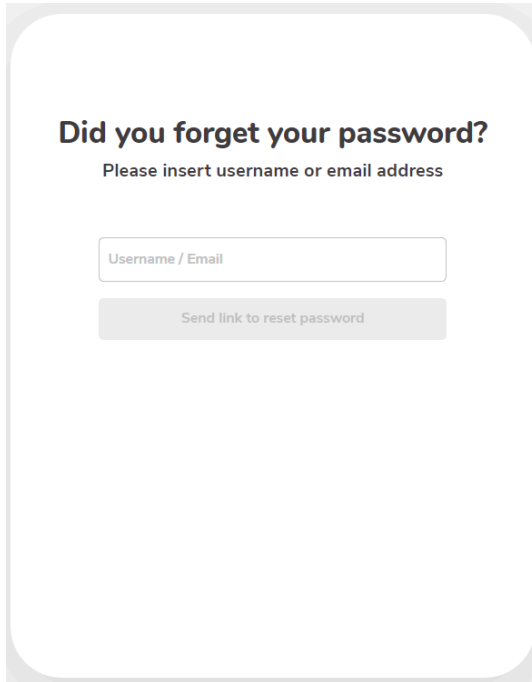 Did you forget your password?
Please insert username or email address
Username / Email
Send link to reset password